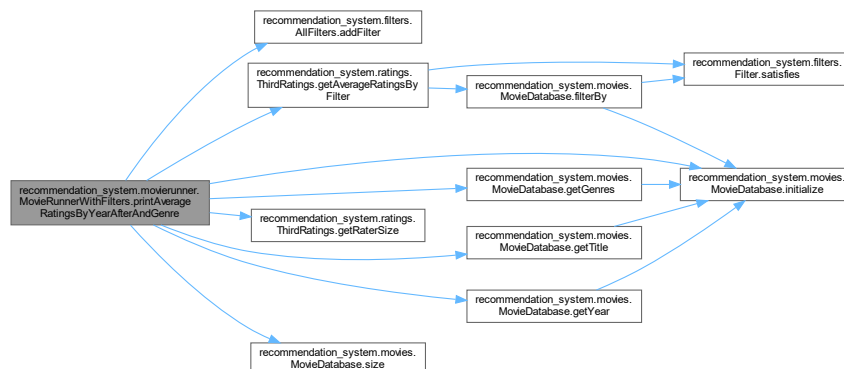 recommendation_system.filters.
AllFilters.addFilter
recommendation_system.ratings.
ThirdRatings.getAverageRatingsBy
Filter
recommendation_system.filters.
Filter.satisfies
recommendation_system.movies.
MovieDatabase.filterBy
recommendation_system.movierunner.
MovieRunnerWithFilters.printAverage
RatingsByYearAfterAndGenre
recommendation_system.movies.
MovieDatabase.getGenres
recommendation_system.movies.
MovieDatabase.initialize
recommendation_system.ratings.
ThirdRatings.getRaterSize
recommendation_system.movies.
MovieDatabase.getTitle
recommendation_system.movies.
MovieDatabase.getYear
recommendation_system.movies.
MovieDatabase.size